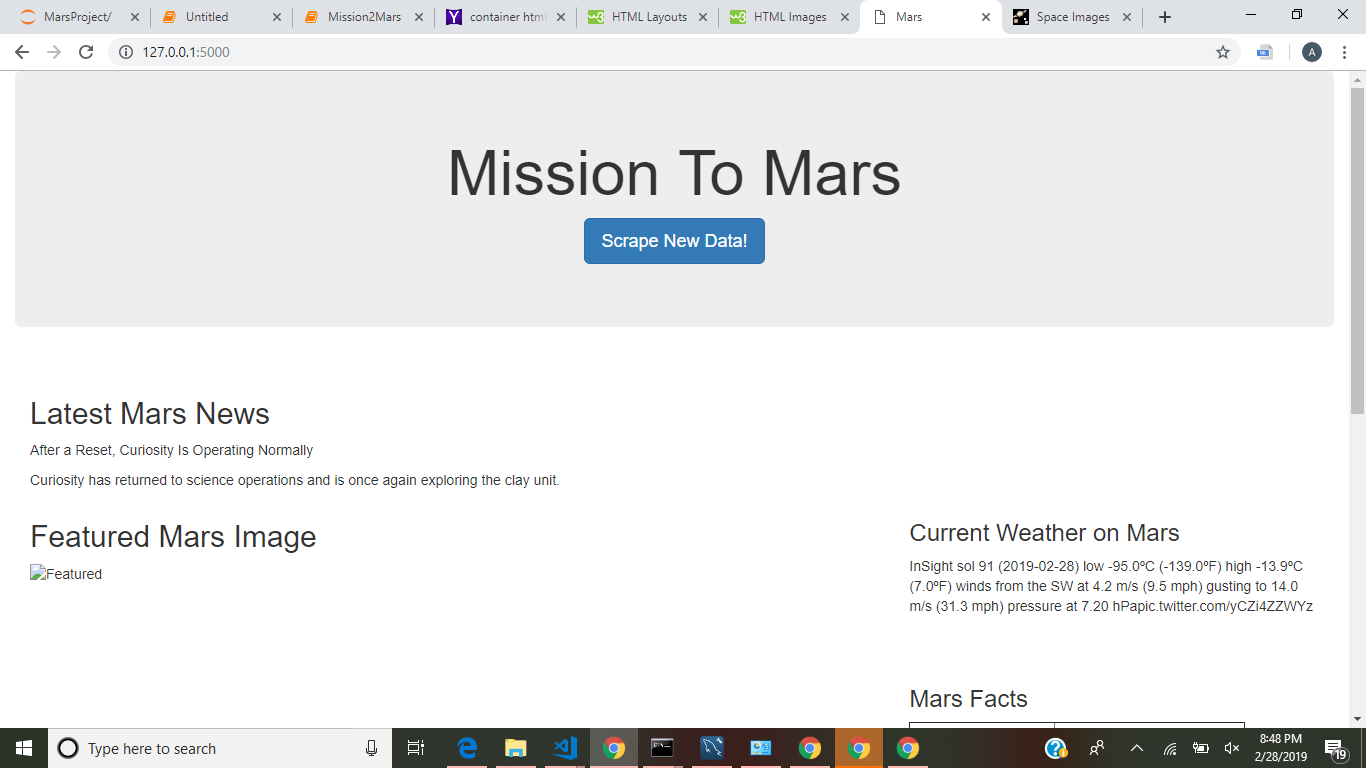 MarsProject/
Untitled
Mission2Mars
container html
HTML Layouts
HTML Images
Mars
Space Images
127.0.0.1:5000
A
Mission To Mars
Scrape New Data!
Latest Mars News
After a Reset, Curiosity Is Operating Normally
Curiosity has returned to science operations and is once again exploring the clay unit.
Featured Mars Image
Featured
Current Weather on Mars
InSight sol 91 (2019-02-28) low -95.0ºC (-139.0ºF) high -13.9ºC
(7.0ºF) winds from the SW at 4.2 m/s (9.5 mph) gusting to 14.0
m/s (31.3 mph) pressure at 7.20 hPapic.twitter.com/yCZi4ZZWYz
Mars Facts
Type here to search
8:48 PM
2/28/2019
19